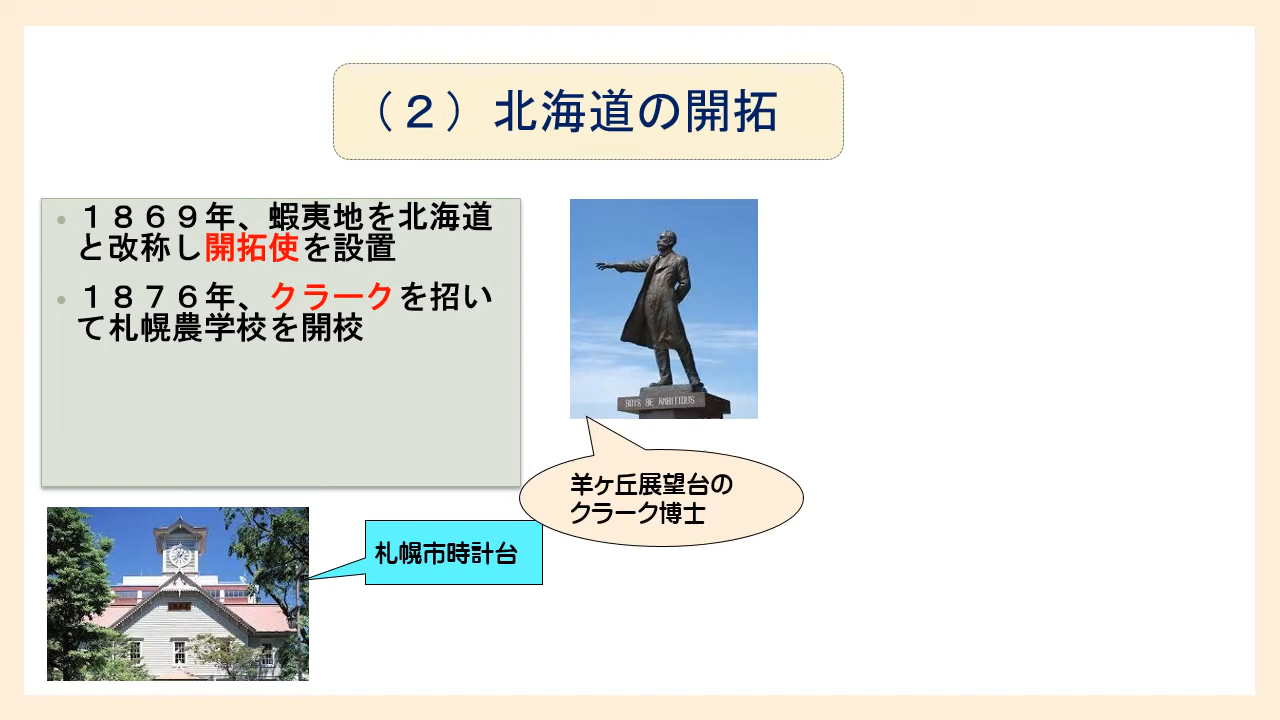 （２）北海道の開拓
１８６９年、蝦夷地を北海道
と改称し開拓使を設置
１８７６年、クラークを招い
て札幌農学校を開校
BOYS BE AMBITIOUS
羊ヶ丘展望台の
クラーク博士
札幌市時計台